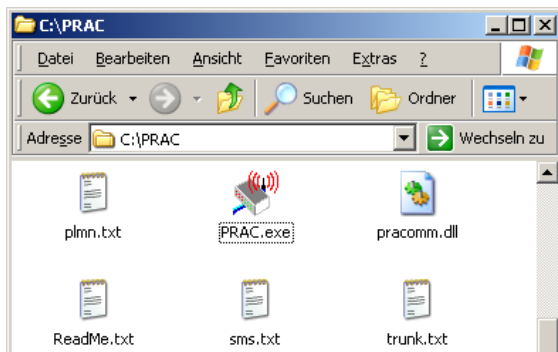 C:\PRAC
Datei Bearbeiten Ansicht Favoriten Extras ?
Zurück Suchen Ordner
Adresse C:\PRAC Wechseln zu
plmn.txt PRAC.exe pracomm.dll
ReadMe.txt sms.txt trunk.txt